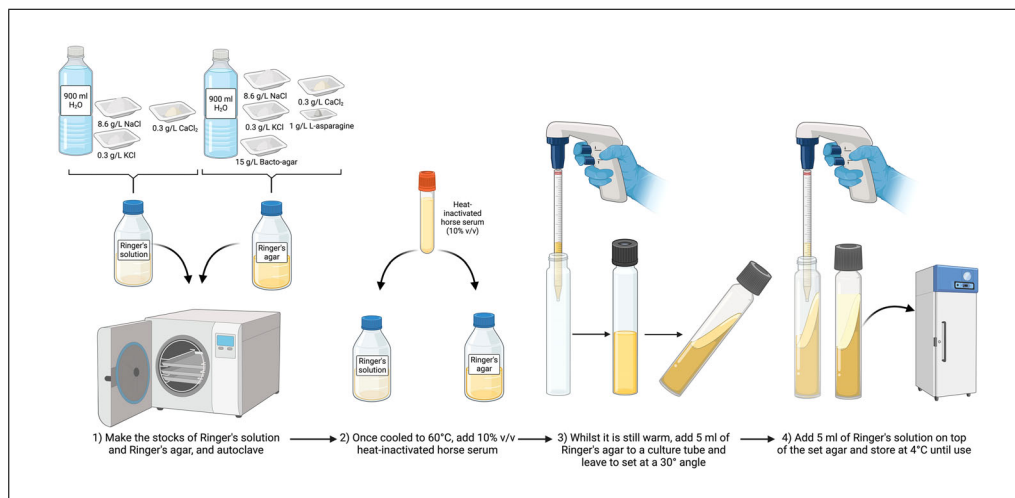 900 ml
H₂O
8.6 g/L NaCl
0.3 g/L CaCl₂
0.3 g/L KCl
900 ml
H₂O
8.6 g/L NaCl
0.3 g/L CaCl₂
0.3 g/L KCl
1 g/L L-asparagine
15 g/L Bacto-agar
Ringer's
solution
Ringer's
agar
Heat-
inactivated
horse serum
(10% v/v)
Ringer's
solution
Ringer's
agar
1) Make the stocks of Ringer's solution
and Ringer's agar, and autoclave
2) Once cooled to 60°C, add 10% v/v
heat-inactivated horse serum
3) Whilst it is still warm, add 5 ml of
Ringer's agar to a culture tube and
leave to set at a 30° angle
4) Add 5 ml of Ringer's solution on top
of the set agar and store at 4°C until use